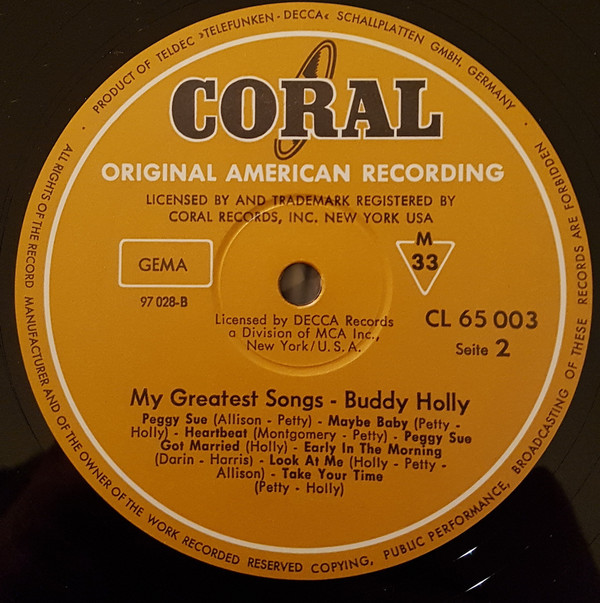 PRODUCT OF TELDEC »TELEFUNKEN-DECCA« SCHALLPLATTEN GMBH. GERMANY
CORAL
ORIGINAL AMERICAN RECORDING
LICENSED BY AND TRADEMARK REGISTERED BY
CORAL RECORDS, INC. NEW YORK USA
GEMA
97 028-B
M
33
CL 65 003
Seite 2
Licensed by DECCA Records
a Division of MCA Inc.,
New York/U.S.A.
My Greatest Songs - Buddy Holly
Peggy Sue (Allison - Petty) - Maybe Baby (Petty -
Holly) - Heartbeat (Montgomery - Petty) - Peggy Sue
Got Married (Holly) - Early In The Morning
(Darin - Harris) - Look At Me (Holly - Petty -
Allison) - Take Your Time
(Petty - Holly)
ALL RIGHTS OF THE RECORD MANUFACTURER AND OF THE OWNER OF THE WORK RECORDED RESERVED COPYING, PUBLIC PERFORMANCE, BROADCASTING OF THESE RECORDS ARE FORBIDDEN